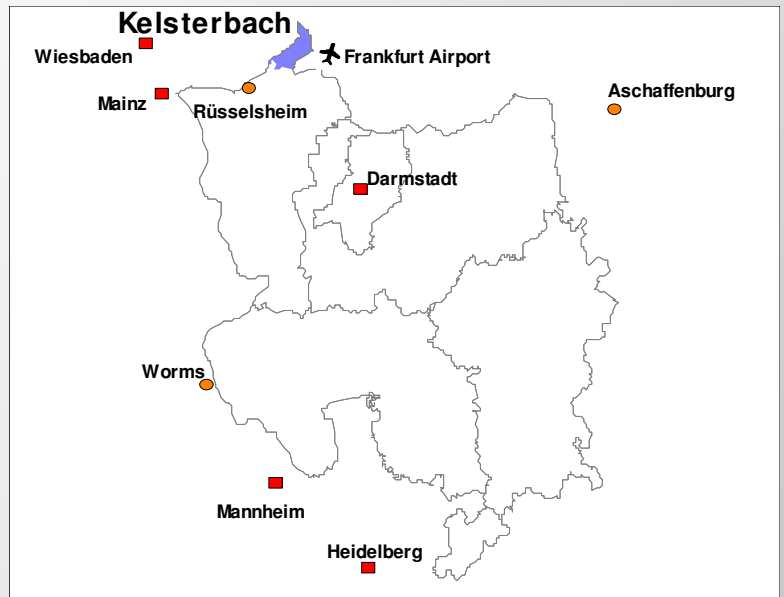 Kelsterbach
Wiesbaden
Frankfurt Airport
Mainz
Rüsselsheim
Aschaffenburg
Darmstadt
Worms
Mannheim
Heidelberg